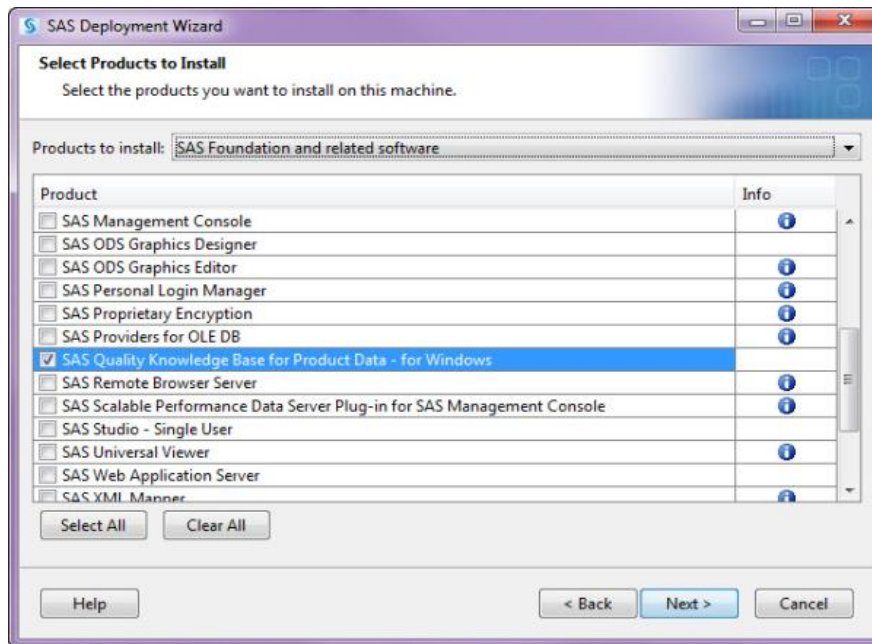 SAS Deployment Wizard
Select Products to Install
Select the products you want to install on this machine.
Products to install: SAS Foundation and related software
Product Info
SAS Management Console
SAS ODS Graphics Designer
SAS ODS Graphics Editor
SAS Personal Login Manager
SAS Proprietary Encryption
SAS Providers for OLE DB
SAS Quality Knowledge Base for Product Data - for Windows
SAS Remote Browser Server
SAS Scalable Performance Data Server Plug-in for SAS Management Console
SAS Studio - Single User
SAS Universal Viewer
SAS Web Application Server
SAS XML Mapper
Select All Clear All
Help < Back Next > Cancel